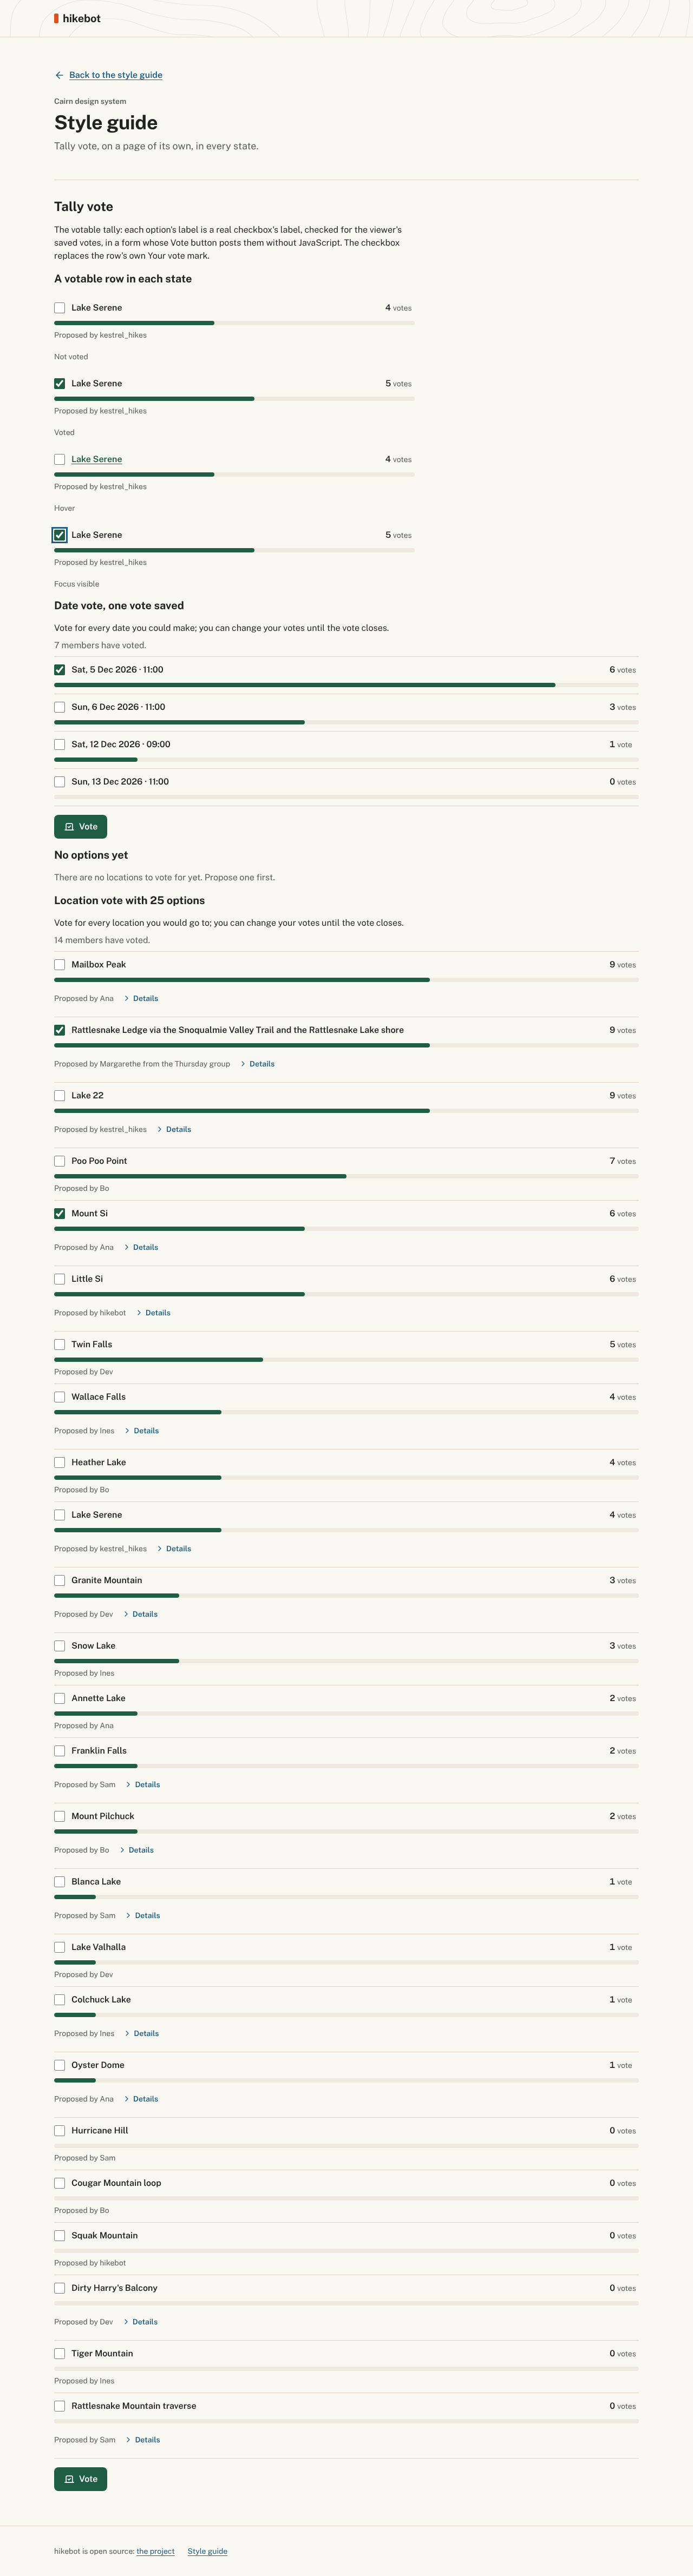 hikebot
Back to the style guide
Cairn design system
Style guide
Tally vote, on a page of its own, in every state.
Tally vote
The votable tally: each option's label is a real checkbox's label, checked for the viewer's
saved votes, in a form whose Vote button posts them without JavaScript. The checkbox
replaces the row's own Your vote mark.
A votable row in each state
Lake Serene 4 votes
Proposed by kestrel_hikes
Not voted
Lake Serene 5 votes
Proposed by kestrel_hikes
Voted
Lake Serene 4 votes
Proposed by kestrel_hikes
Hover
Lake Serene 5 votes
Proposed by kestrel_hikes
Focus visible
Date vote, one vote saved
Vote for every date you could make; you can change your votes until the vote closes.
7 members have voted.
Sat, 5 Dec 2026 · 11:00 6 votes
Sun, 6 Dec 2026 · 11:00 3 votes
Sat, 12 Dec 2026 · 09:00 1 vote
Sun, 13 Dec 2026 · 11:00 0 votes
Vote
No options yet
There are no locations to vote for yet. Propose one first.
Location vote with 25 options
Vote for every location you would go to; you can change your votes until the vote closes.
14 members have voted.
Mailbox Peak 9 votes
Proposed by Ana Details
Rattlesnake Ledge via the Snoqualmie Valley Trail and the Rattlesnake Lake shore 9 votes
Proposed by Margarethe from the Thursday group Details
Lake 22 9 votes
Proposed by kestrel_hikes Details
Poo Poo Point 7 votes
Proposed by Bo
Mount Si 6 votes
Proposed by Ana Details
Little Si 6 votes
Proposed by hikebot Details
Twin Falls 5 votes
Proposed by Dev
Wallace Falls 4 votes
Proposed by Ines Details
Heather Lake 4 votes
Proposed by Bo
Lake Serene 4 votes
Proposed by kestrel_hikes Details
Granite Mountain 3 votes
Proposed by Dev Details
Snow Lake 3 votes
Proposed by Ines
Annette Lake 2 votes
Proposed by Ana
Franklin Falls 2 votes
Proposed by Sam Details
Mount Pilchuck 2 votes
Proposed by Bo Details
Blanca Lake 1 vote
Proposed by Sam Details
Lake Valhalla 1 vote
Proposed by Dev
Colchuck Lake 1 vote
Proposed by Ines Details
Oyster Dome 1 vote
Proposed by Ana Details
Hurricane Hill 0 votes
Proposed by Sam
Cougar Mountain loop 0 votes
Proposed by Bo
Squak Mountain 0 votes
Proposed by hikebot
Dirty Harry's Balcony 0 votes
Proposed by Dev Details
Tiger Mountain 0 votes
Proposed by Ines
Rattlesnake Mountain traverse 0 votes
Proposed by Sam Details
Vote
hikebot is open source: the project Style guide